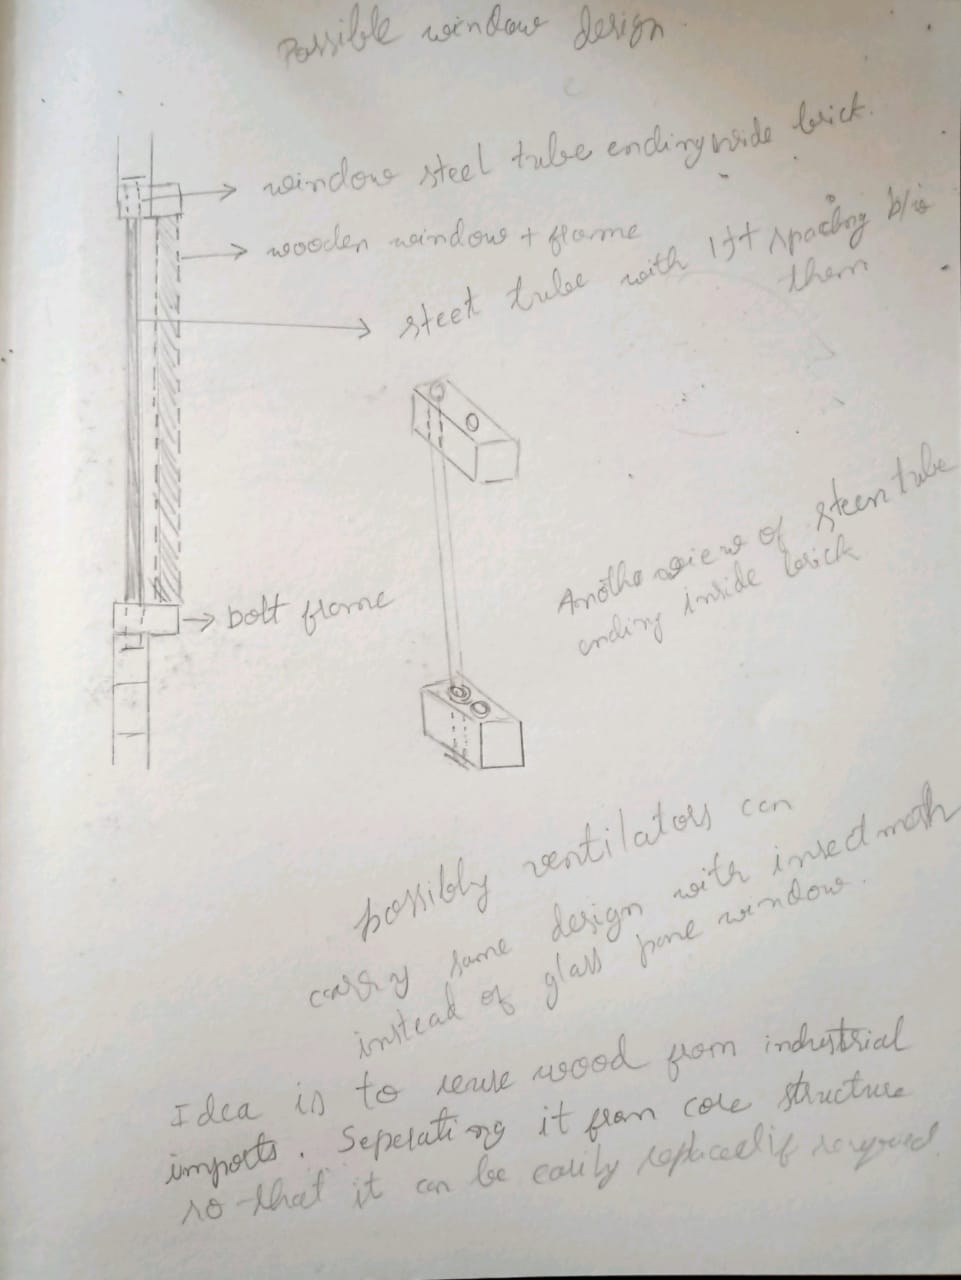 Possible window design
window steel tube ending inside brick.
wooden window + frame
steel tube with 1ft spacing b/w
them
bolt frame
Another view of steen tube
ending inside brick
possibly ventilators can
carry same design with insect mesh
instead of glass pane window.
Idea is to reuse wood from industrial
imports. Seperating it from core structure
so that it can be easily replaced if required